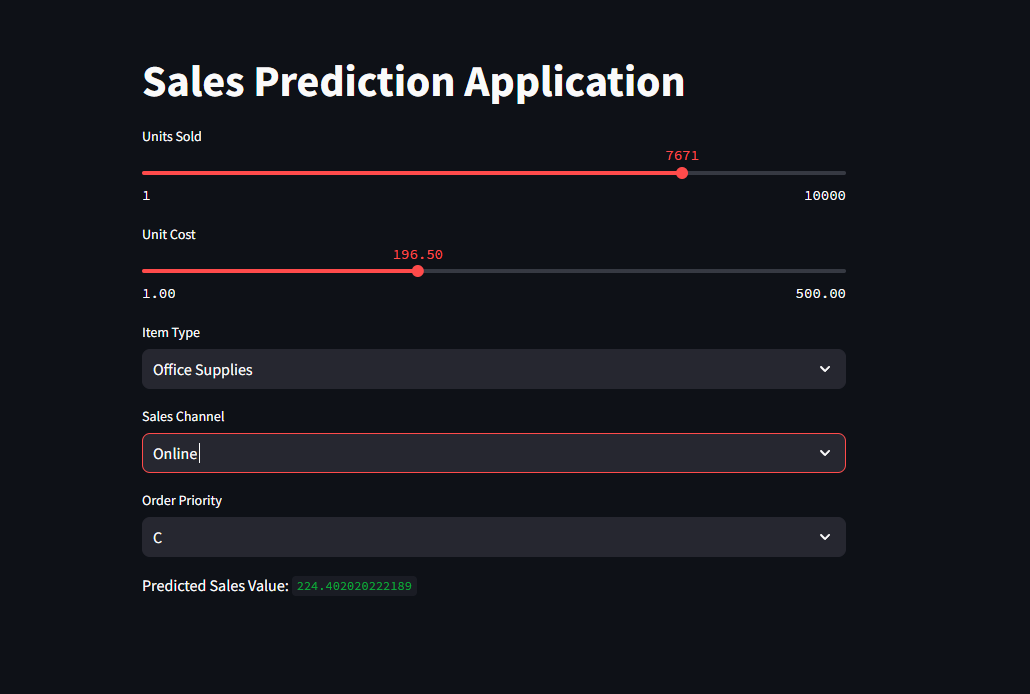 Sales Prediction Application
Units Sold
7671
1 10000
Unit Cost
196.50
1.00 500.00
Item Type
Office Supplies
Sales Channel
Online
Order Priority
C
Predicted Sales Value: 224.402020222189